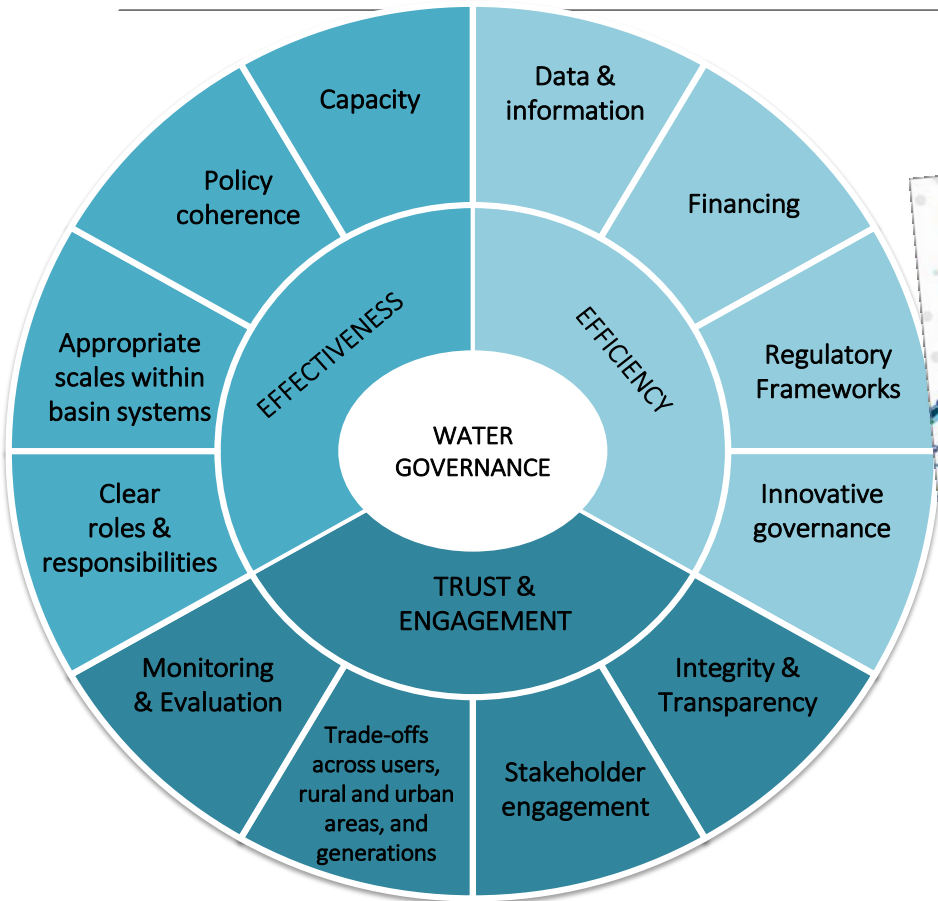 Capacity
Data &
information
Policy
coherence
Financing
Appropriate
scales within
basin systems
Regulatory
Frameworks
EFFECTIVENESS
EFFICIENCY
WATER
GOVERNANCE
Clear
roles &
responsibilities
Innovative
governance
TRUST &
ENGAGEMENT
Monitoring
& Evaluation
Integrity &
Transparency
Trade-offs
across users,
rural and urban
areas, and
generations
Stakeholder
engagement